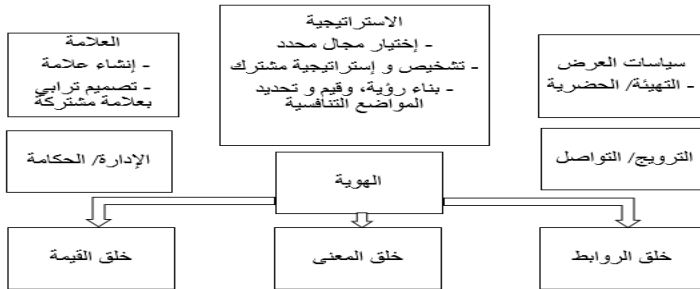 الاستراتيجية
- إختيار مجال محدد
- تشخيص و إستراتيجية مشترك
- بناء رؤية، وقيم و تحديد
المواضع التنافسية
سياسات العرض
- التهيئة/ الحضرية
العلامة
- إنشاء علامة
- تصميم ترابي
بعلامة مشتركة
الترويج/ التواصل
الهوية
الإدارة/ الحكامة
خلق الروابط
خلق المعنى
خلق القيمة